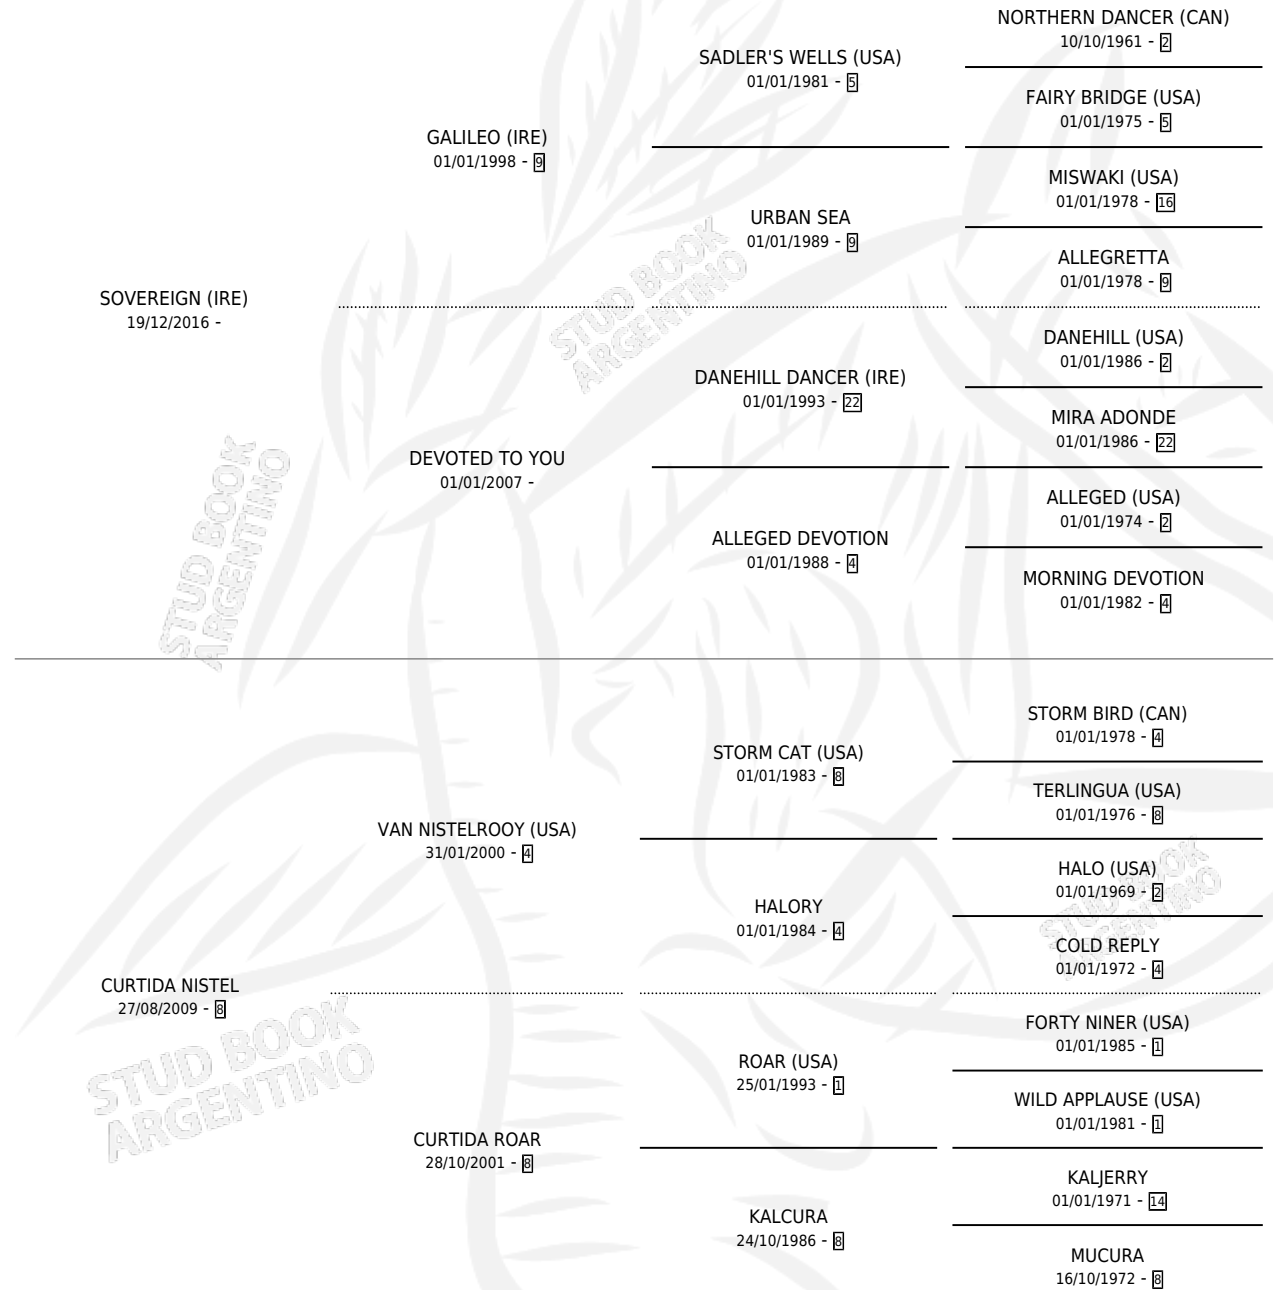 NORTHERN DANCER (CAN)
10/10/1961 - 2
SADLER'S WELLS (USA)
01/01/1981 - 5
FAIRY BRIDGE (USA)
01/01/1975 - 5
GALILEO (IRE)
01/01/1998 - 9
MISWAKI (USA)
01/01/1978 - 16
URBAN SEA
01/01/1989 - 9
ALLEGRETTA
01/01/1978 - 9
SOVEREIGN (IRE)
19/12/2016 -
STUD BOOK
ARGENTINO
DANEHILL (USA)
01/01/1986 - 2
DANEHILL DANCER (IRE)
01/01/1993 - 22
MIRA ADONDE
01/01/1986 - 22
DEVOTED TO YOU
01/01/2007 -
ALLEGED (USA)
01/01/1974 - 2
ALLEGED DEVOTION
01/01/1988 - 4
MORNING DEVOTION
01/01/1982 - 4
STUD BOOK
ARGENTINO
STORM BIRD (CAN)
01/01/1978 - 4
STORM CAT (USA)
01/01/1983 - 8
TERLINGUA (USA)
01/01/1976 - 8
VAN NISTELROOY (USA)
31/01/2000 - 4
HALO (USA)
01/01/1969 - 2
HALORY
01/01/1984 - 4
COLD REPLY
01/01/1972 - 4
STUD BOOK
ARGENTINO
CURTIDA NISTEL
27/08/2009 - 8
FORTY NINER (USA)
01/01/1985 - 1
ROAR (USA)
25/01/1993 - 1
WILD APPLAUSE (USA)
01/01/1981 - 1
STUD BOOK
ARGENTINO
CURTIDA ROAR
28/10/2001 - 8
KALJERRY
01/01/1971 - 14
KALCURA
24/10/1986 - 8
MUCURA
16/10/1972 - 8